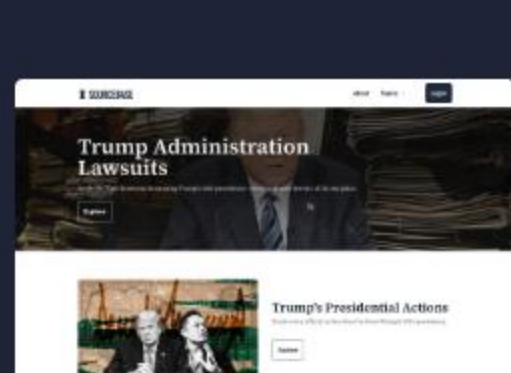 SOURCEBASE
About Topics Login
Trump Administration
Lawsuits
Explore
Trump's Presidential Actions
Explore